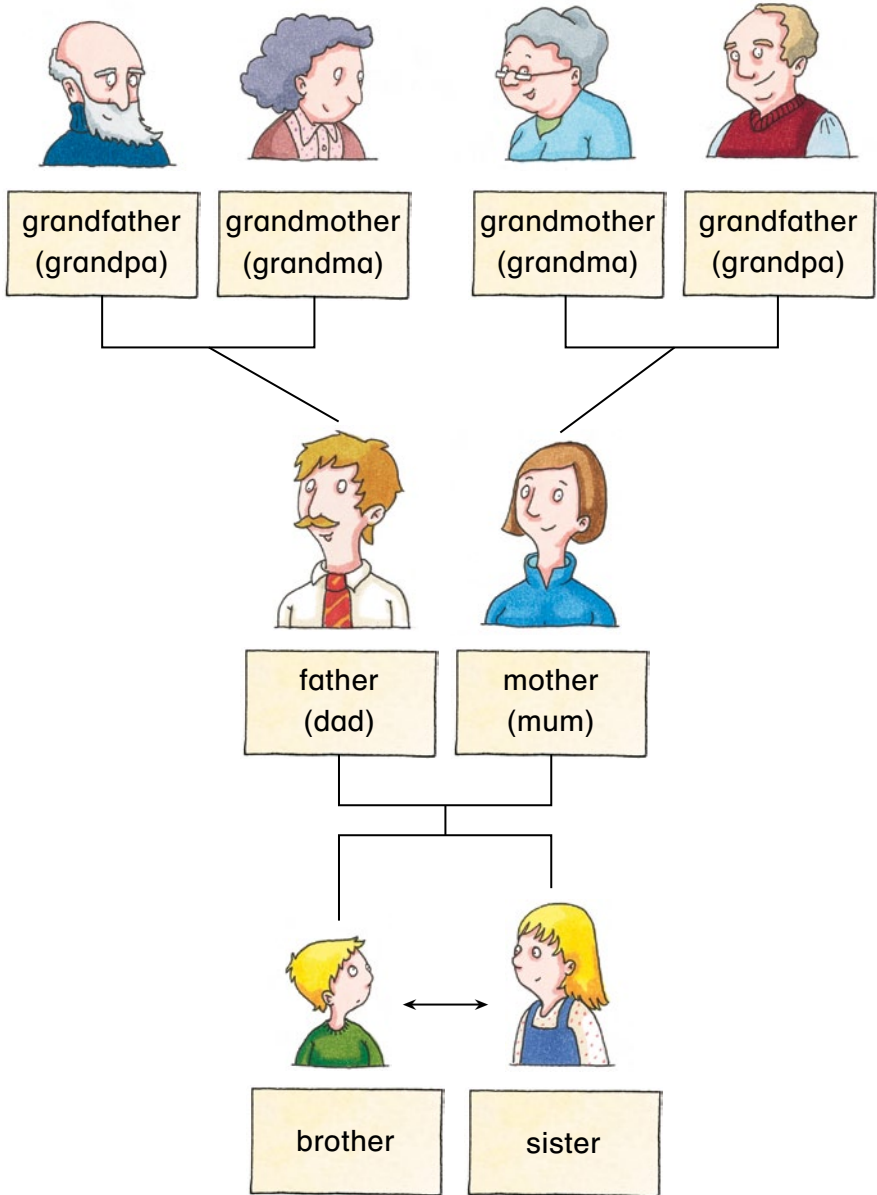 grandfather
(grandpa)
grandmother
(grandma)
grandmother
(grandma)
grandfather
(grandpa)
father
(dad)
mother
(mum)
brother
sister